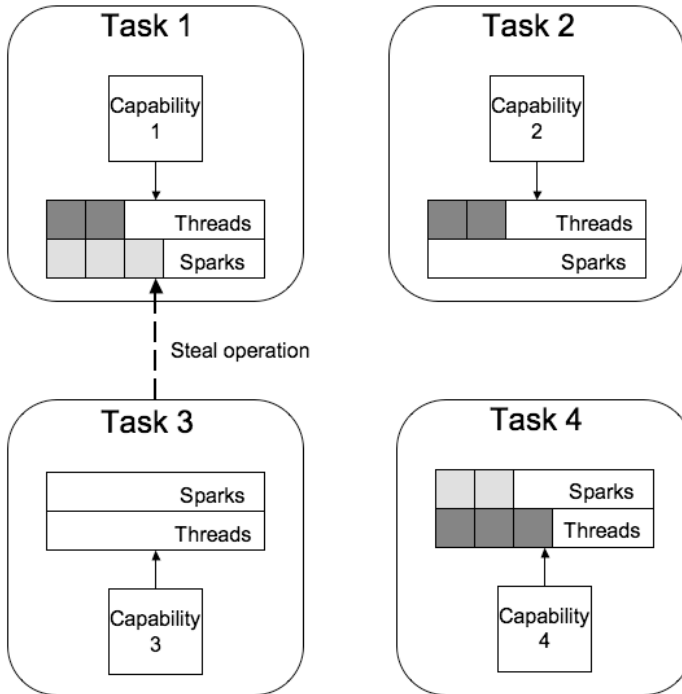 Task 1
Capability
1
Threads
Sparks
Task 2
Capability
2
Threads
Sparks
Steal operation
Task 3
Sparks
Threads
Capability
3
Task 4
Sparks
Threads
Capability
4